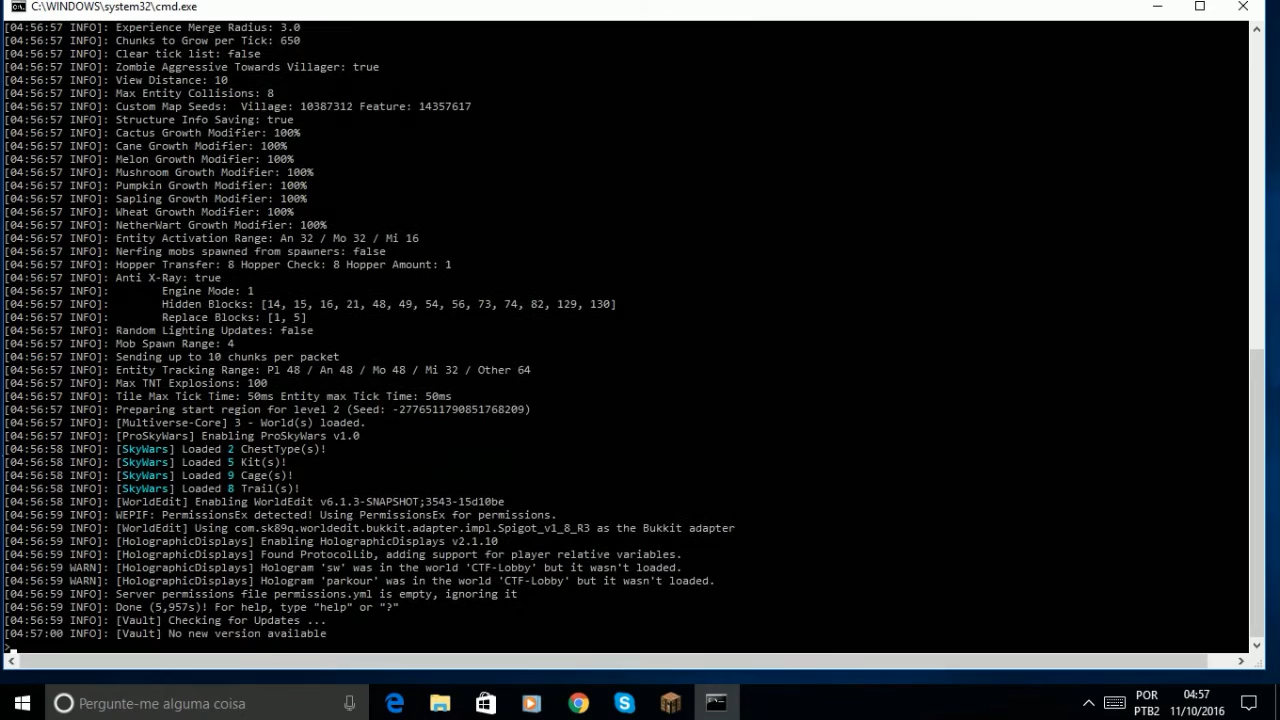 C:\WINDOWS\system32\cmd.exe
[04:56:57 INFO]: Experience Merge Radius: 3.0
[04:56:57 INFO]: Chunks to Grow per Tick: 650
[04:56:57 INFO]: Clear tick list: false
[04:56:57 INFO]: Zombie Aggressive Towards Villager: true
[04:56:57 INFO]: View Distance: 10
[04:56:57 INFO]: Max Entity Collisions: 8
[04:56:57 INFO]: Custom Map Seeds:  Village: 10387312 Feature: 14357617
[04:56:57 INFO]: Structure Info Saving: true
[04:56:57 INFO]: Cactus Growth Modifier: 100%
[04:56:57 INFO]: Cane Growth Modifier: 100%
[04:56:57 INFO]: Melon Growth Modifier: 100%
[04:56:57 INFO]: Mushroom Growth Modifier: 100%
[04:56:57 INFO]: Pumpkin Growth Modifier: 100%
[04:56:57 INFO]: Sapling Growth Modifier: 100%
[04:56:57 INFO]: Wheat Growth Modifier: 100%
[04:56:57 INFO]: NetherWart Growth Modifier: 100%
[04:56:57 INFO]: Entity Activation Range: An 32 / Mo 32 / Mi 16
[04:56:57 INFO]: Nerfing mobs spawned from spawners: false
[04:56:57 INFO]: Hopper Transfer: 8 Hopper Check: 8 Hopper Amount: 1
[04:56:57 INFO]: Anti X-Ray: true
[04:56:57 INFO]:        Engine Mode: 1
[04:56:57 INFO]:        Hidden Blocks: [14, 15, 16, 21, 48, 49, 54, 56, 73, 74, 82, 129, 130]
[04:56:57 INFO]:        Replace Blocks: [1, 5]
[04:56:57 INFO]: Random Lighting Updates: false
[04:56:57 INFO]: Mob Spawn Range: 4
[04:56:57 INFO]: Sending up to 10 chunks per packet
[04:56:57 INFO]: Entity Tracking Range: Pl 48 / An 48 / Mo 48 / Mi 32 / Other 64
[04:56:57 INFO]: Max TNT Explosions: 100
[04:56:57 INFO]: Tile Max Tick Time: 50ms Entity max Tick Time: 50ms
[04:56:57 INFO]: Preparing start region for level 2 (Seed: -2776511790851768209)
[04:56:57 INFO]: [Multiverse-Core] 3 - World(s) loaded.
[04:56:57 INFO]: [ProSkyWars] Enabling ProSkyWars v1.0
[04:56:58 INFO]: [SkyWars] Loaded 2 ChestType(s)!
[04:56:58 INFO]: [SkyWars] Loaded 5 Kit(s)!
[04:56:58 INFO]: [SkyWars] Loaded 9 Cage(s)!
[04:56:58 INFO]: [SkyWars] Loaded 8 Trail(s)!
[04:56:58 INFO]: [WorldEdit] Enabling WorldEdit v6.1.3-SNAPSHOT;3543-15d10be
[04:56:59 INFO]: WEPIF: PermissionsEx detected! Using PermissionsEx for permissions.
[04:56:59 INFO]: [WorldEdit] Using com.sk89q.worldedit.bukkit.adapter.impl.Spigot_v1_8_R3 as the Bukkit adapter
[04:56:59 INFO]: [HolographicDisplays] Enabling HolographicDisplays v2.1.10
[04:56:59 INFO]: [HolographicDisplays] Found ProtocolLib, adding support for player relative variables.
[04:56:59 WARN]: [HolographicDisplays] Hologram 'sw' was in the world 'CTF-Lobby' but it wasn't loaded.
[04:56:59 WARN]: [HolographicDisplays] Hologram 'parkour' was in the world 'CTF-Lobby' but it wasn't loaded.
[04:56:59 INFO]: Server permissions file permissions.yml is empty, ignoring it
[04:56:59 INFO]: Done (5,957s)! For help, type "help" or "?"
[04:56:59 INFO]: [Vault] Checking for Updates ...
[04:57:00 INFO]: [Vault] No new version available
>
Pergunte-me alguma coisa
POR
PTB2
04:57
11/10/2016